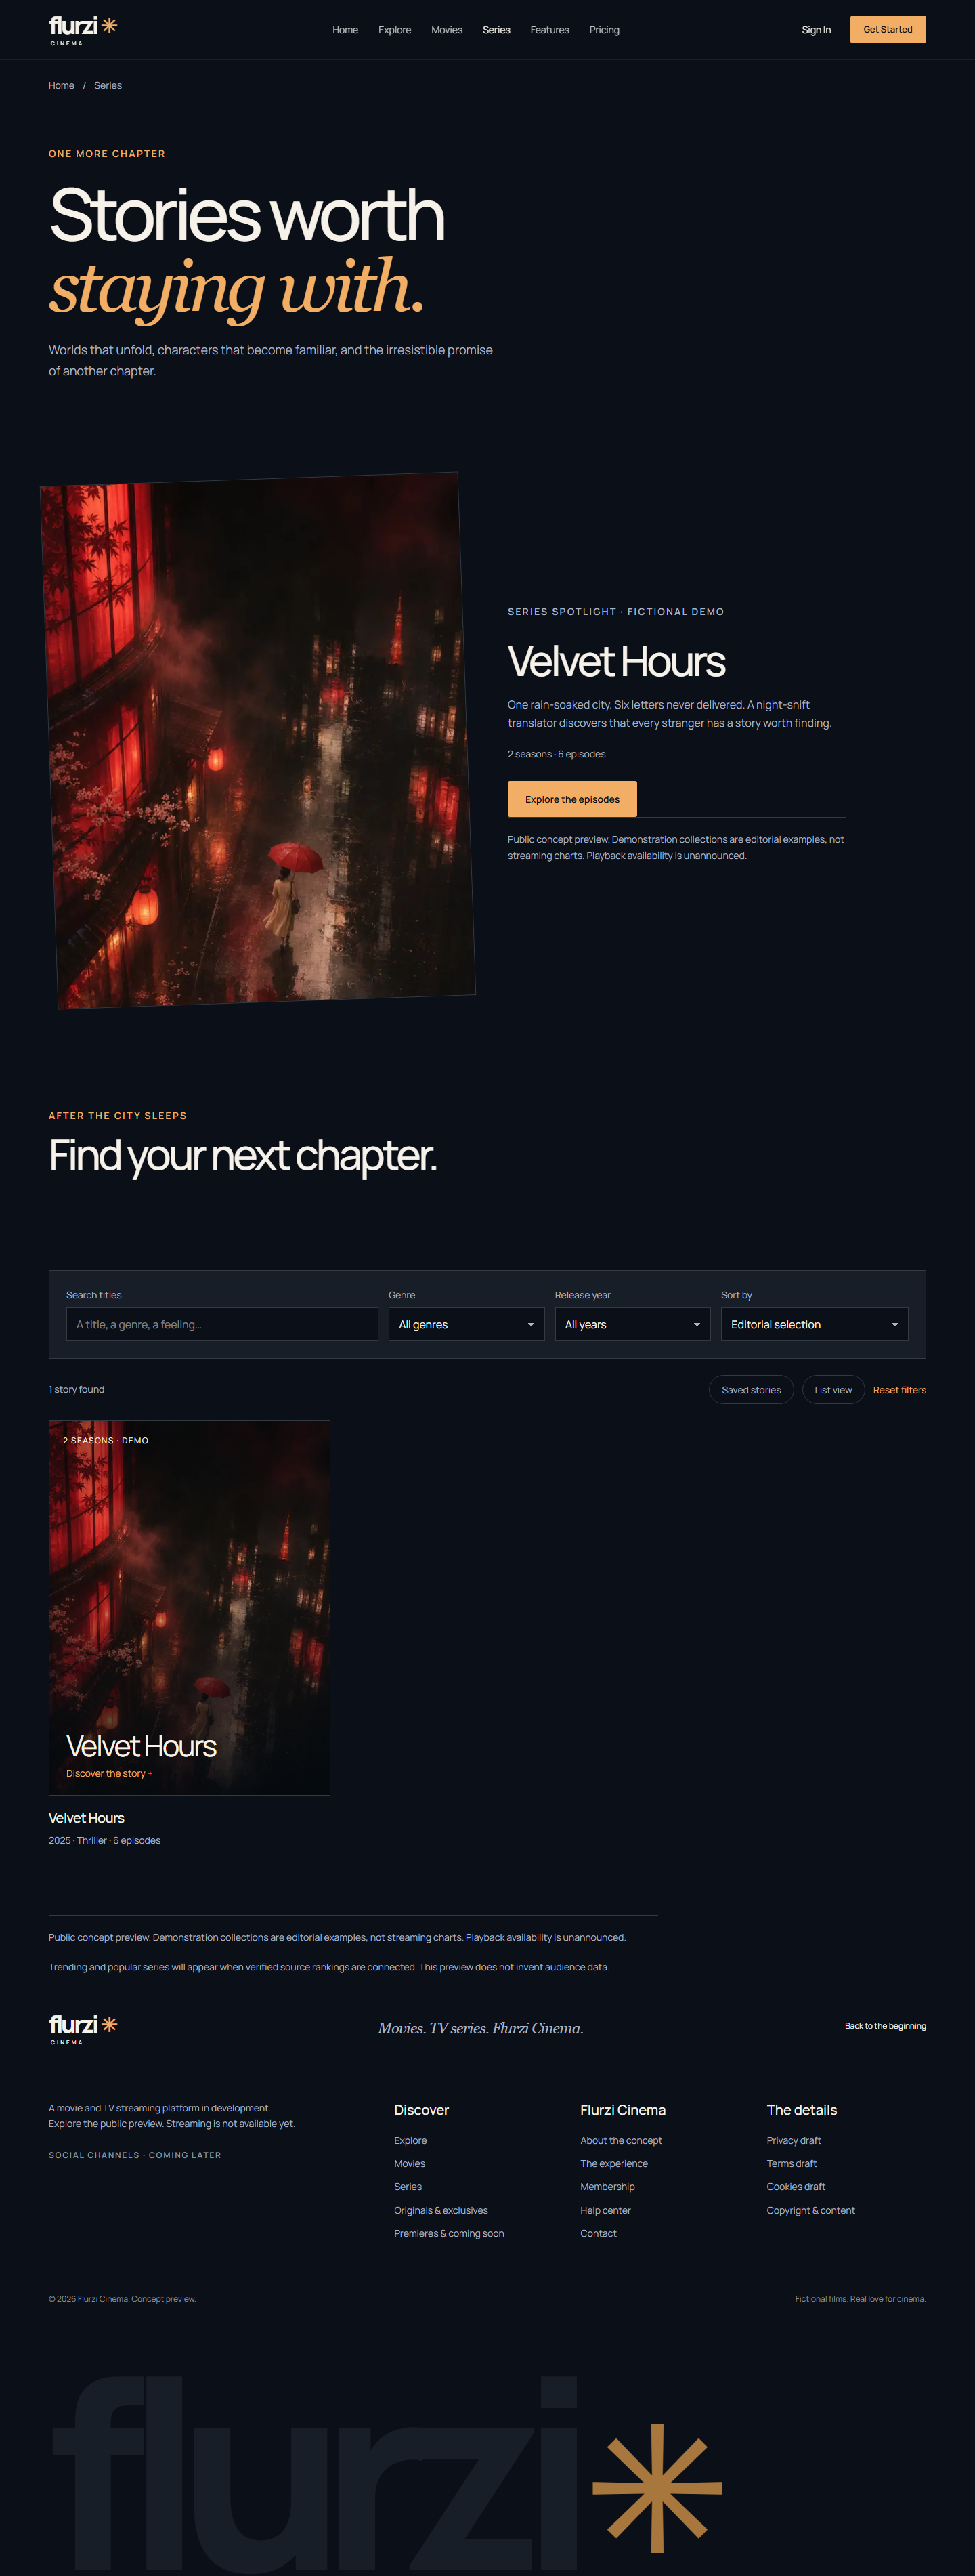 flurzi
CINEMA
Home Explore Movies Series Features Pricing
Sign In Get Started
Home / Series
ONE MORE CHAPTER
Stories worth
staying with.
Worlds that unfold, characters that become familiar, and the irresistible promise
of another chapter.
SERIES SPOTLIGHT · FICTIONAL DEMO
Velvet Hours
One rain-soaked city. Six letters never delivered. A night-shift
translator discovers that every stranger has a story worth finding.
2 seasons · 6 episodes
Explore the episodes
Public concept preview. Demonstration collections are editorial examples, not
streaming charts. Playback availability is unannounced.
AFTER THE CITY SLEEPS
Find your next chapter.
Search titles Genre Release year Sort by
A title, a genre, a feeling... All genres All years Editorial selection
1 story found Saved stories List view Reset filters
2 SEASONS · DEMO
Velvet Hours
Discover the story +
Velvet Hours
2025 · Thriller · 6 episodes
Public concept preview. Demonstration collections are editorial examples, not streaming charts. Playback availability is unannounced.
Trending and popular series will appear when verified source rankings are connected. This preview does not invent audience data.
flurzi
CINEMA
Movies. TV series. Flurzi Cinema.
Back to the beginning
A movie and TV streaming platform in development.
Explore the public preview. Streaming is not available yet.
SOCIAL CHANNELS · COMING LATER
Discover
Explore
Movies
Series
Originals & exclusives
Premieres & coming soon
Flurzi Cinema
About the concept
The experience
Membership
Help center
Contact
The details
Privacy draft
Terms draft
Cookies draft
Copyright & content
© 2026 Flurzi Cinema. Concept preview.
Fictional films. Real love for cinema.
flurzi